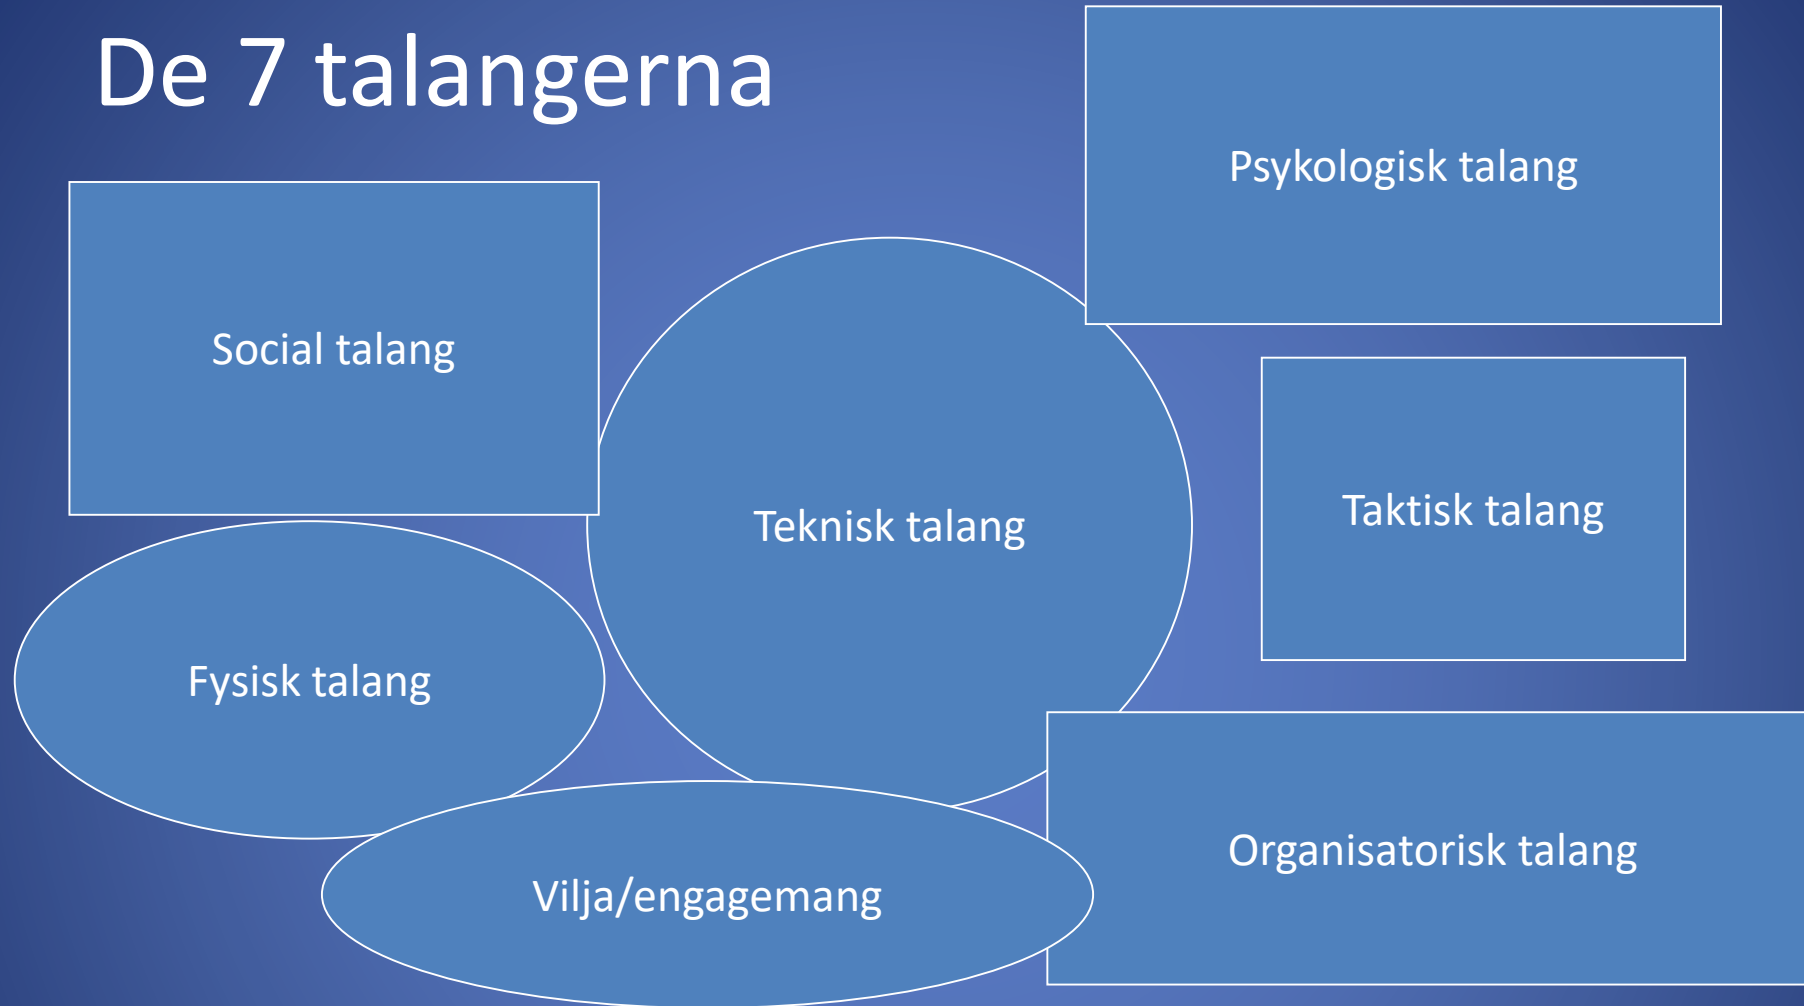 De 7 talangerna
Psykologisk talang
Social talang
Teknisk talang
Taktisk talang
Fysisk talang
Organisatorisk talang
Vilja/engagemang